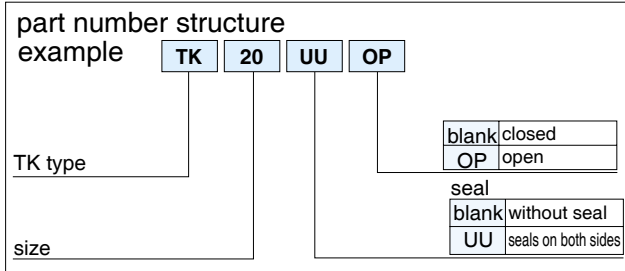 part number structure
example TK 20 UU OP
blank closed
TK type OP open
seal
blank without seal
size UU seals on both sides